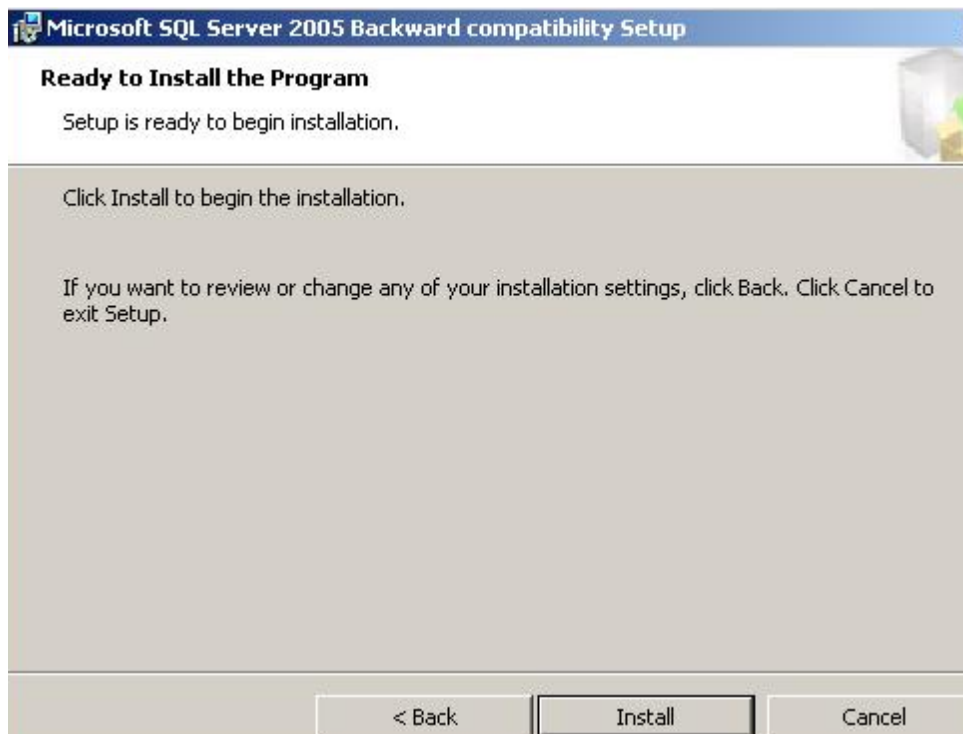 Microsoft SQL Server 2005 Backward compatibility Setup
Ready to Install the Program
Setup is ready to begin installation.
Click Install to begin the installation.
If you want to review or change any of your installation settings, click Back. Click Cancel to
exit Setup.
< Back
Install
Cancel